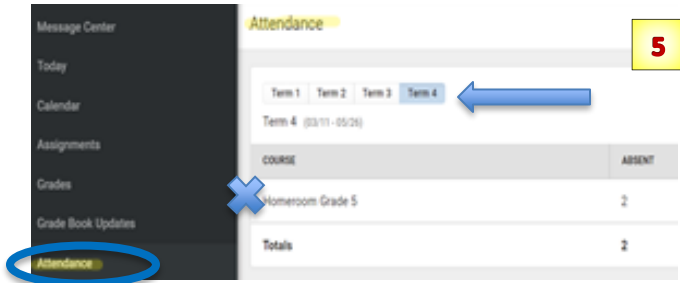 Message Center
Today
Calendar
Assignments
Grades
Grade Book Updates
Attendance
Attendance
5
Term 1 Term 2 Term 3 Term 4
Term 4 (03/11 - 05/26)
COURSE ABSENT
Homeroom Grade 5 2
Totals 2